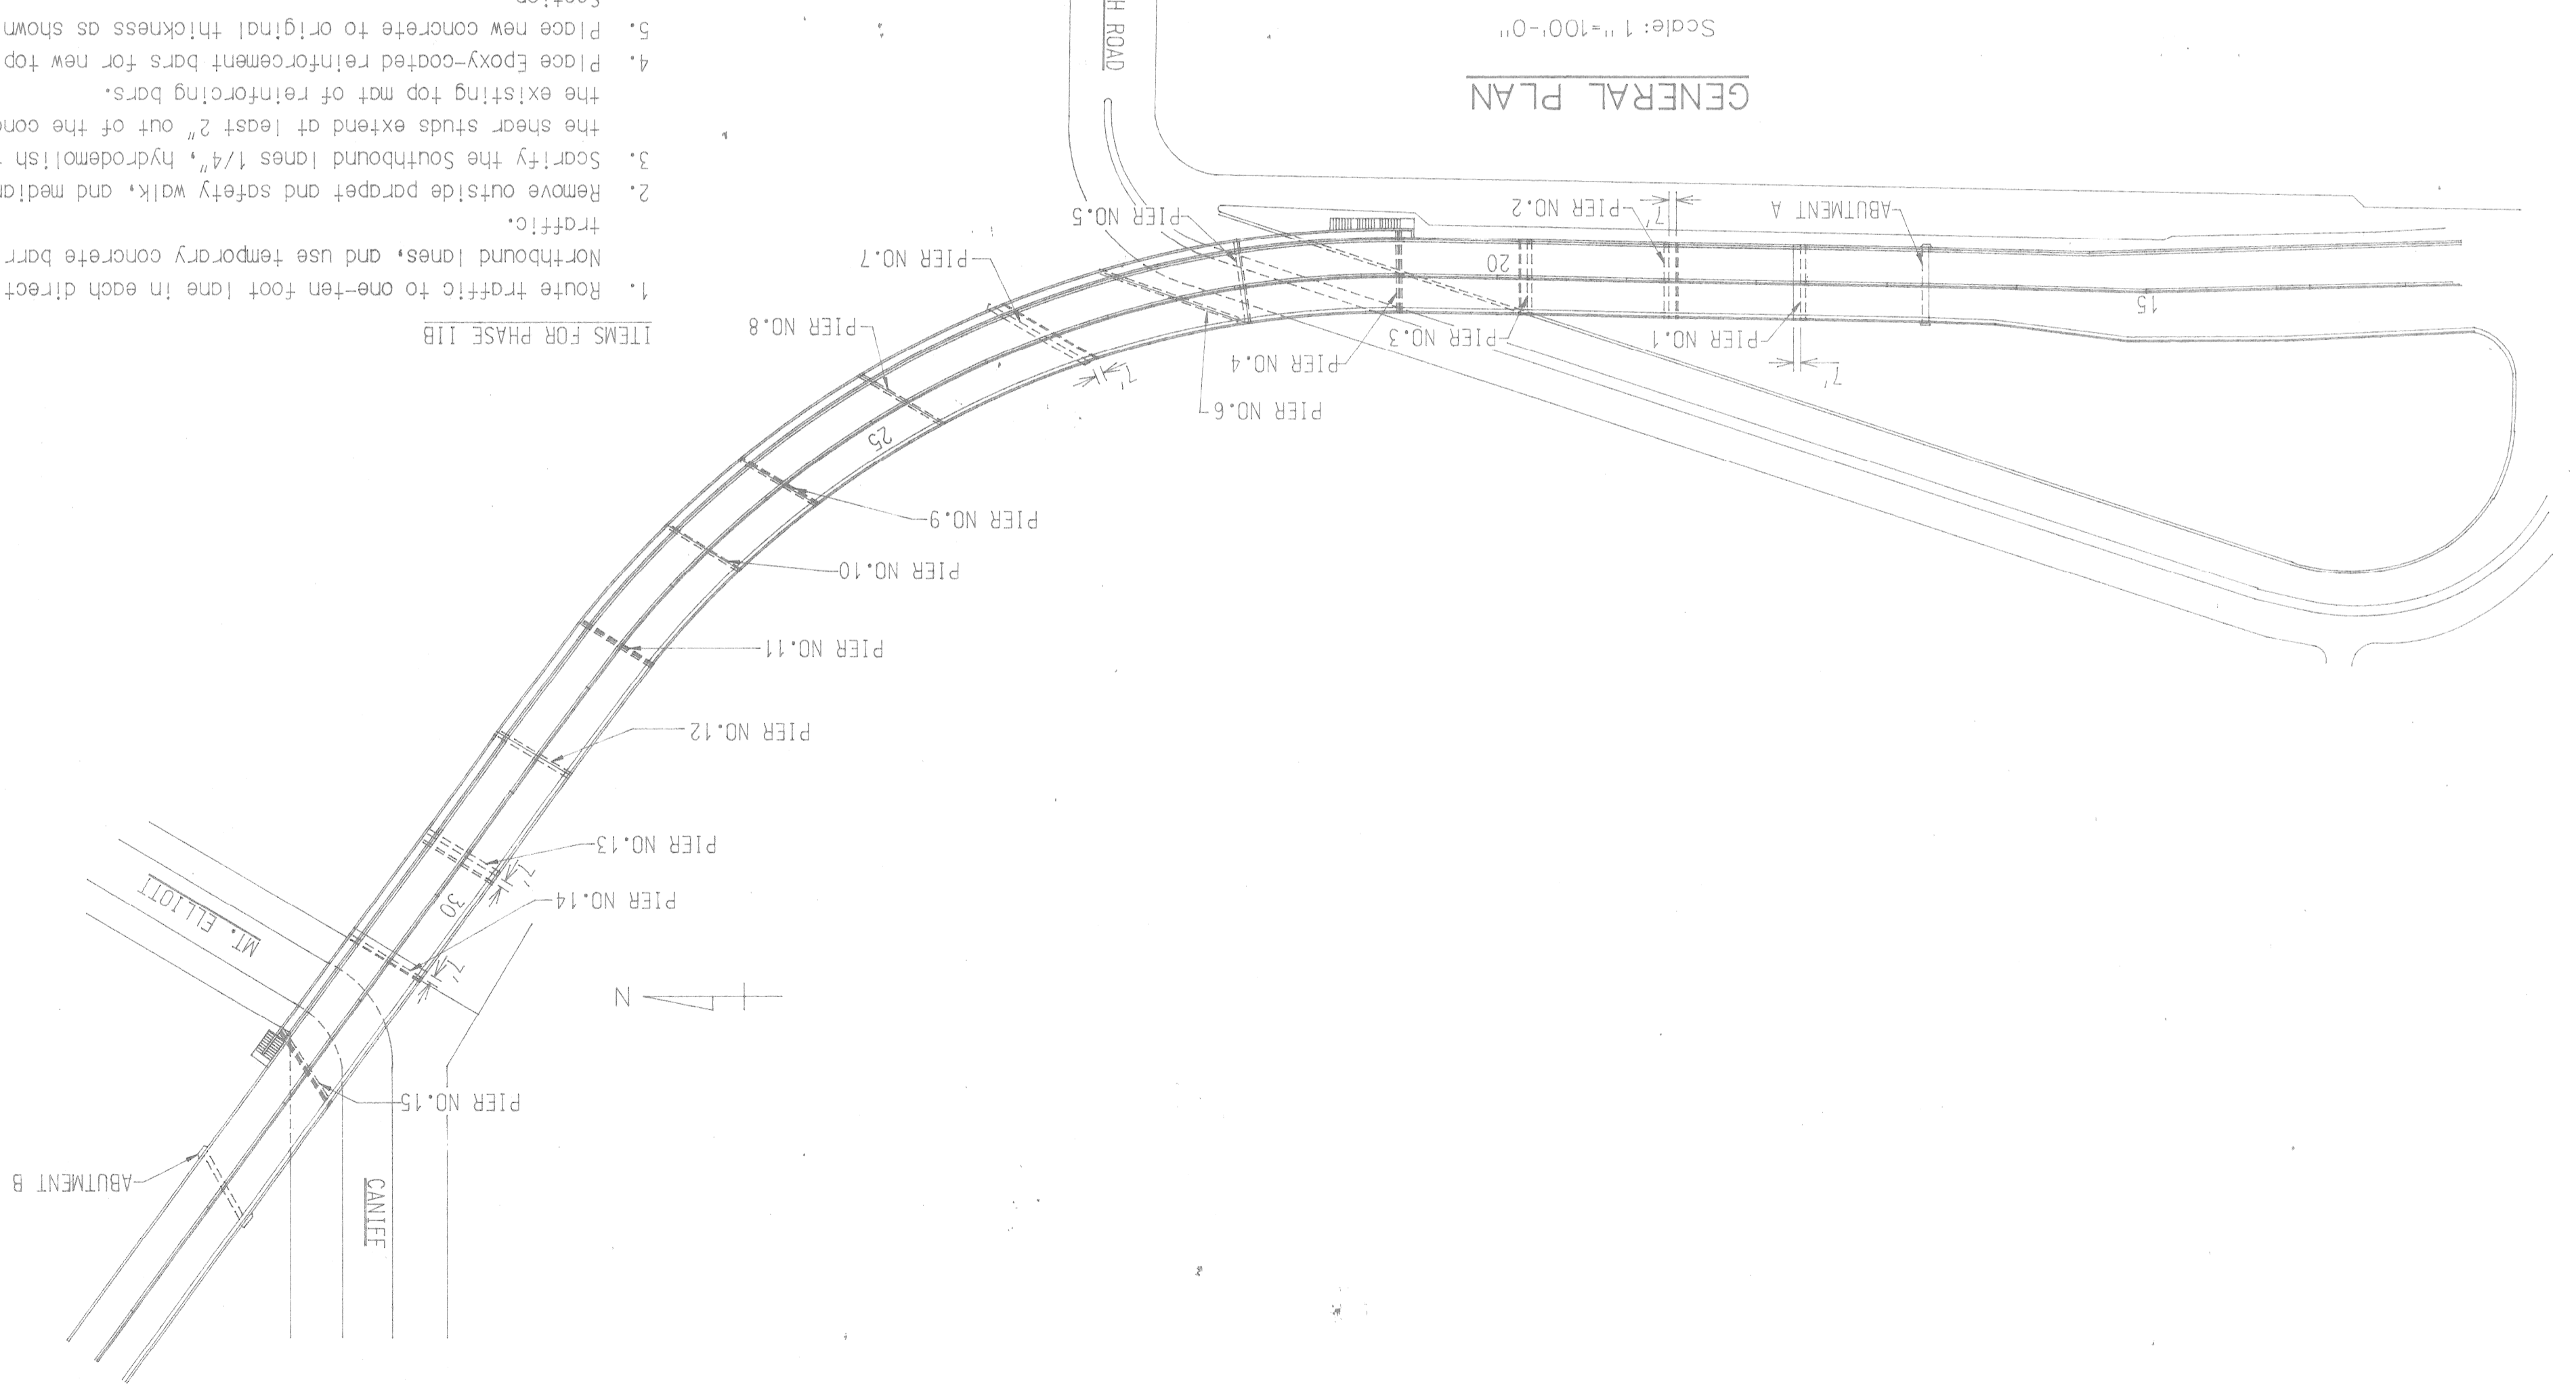 ITEMS FOR PHASE IIB
1. Route traffic to one-ten foot lane in each direct
Northbound lanes, and use temporary concrete barr
traffic.
2. Remove outside parapet and safety walk, and median
3. Scarify the Southbound lanes 1/4", hydrodemolish
the shear studs extend at least 2" out of the conc
the existing top mat of reinforcing bars.
4. Place Epoxy-coated reinforcement bars for new top
5. Place new concrete to original thickness as shown
Section
ABUTMENT B
CANIFF
PIER NO.15
N
MT. ELLIOTT
PIER NO.14
7'
30
7'
PIER NO.13
PIER NO.12
PIER NO.11
PIER NO.10
PIER NO.9
25
PIER NO.8
PIER NO.7
7'
PIER NO.6
PIER NO.5
PIER NO.4
PIER NO.3
20
PIER NO.2
7'
PIER NO.1
7'
ABUTMENT A
15
H ROAD
GENERAL PLAN
Scale: 1"=100'-0"